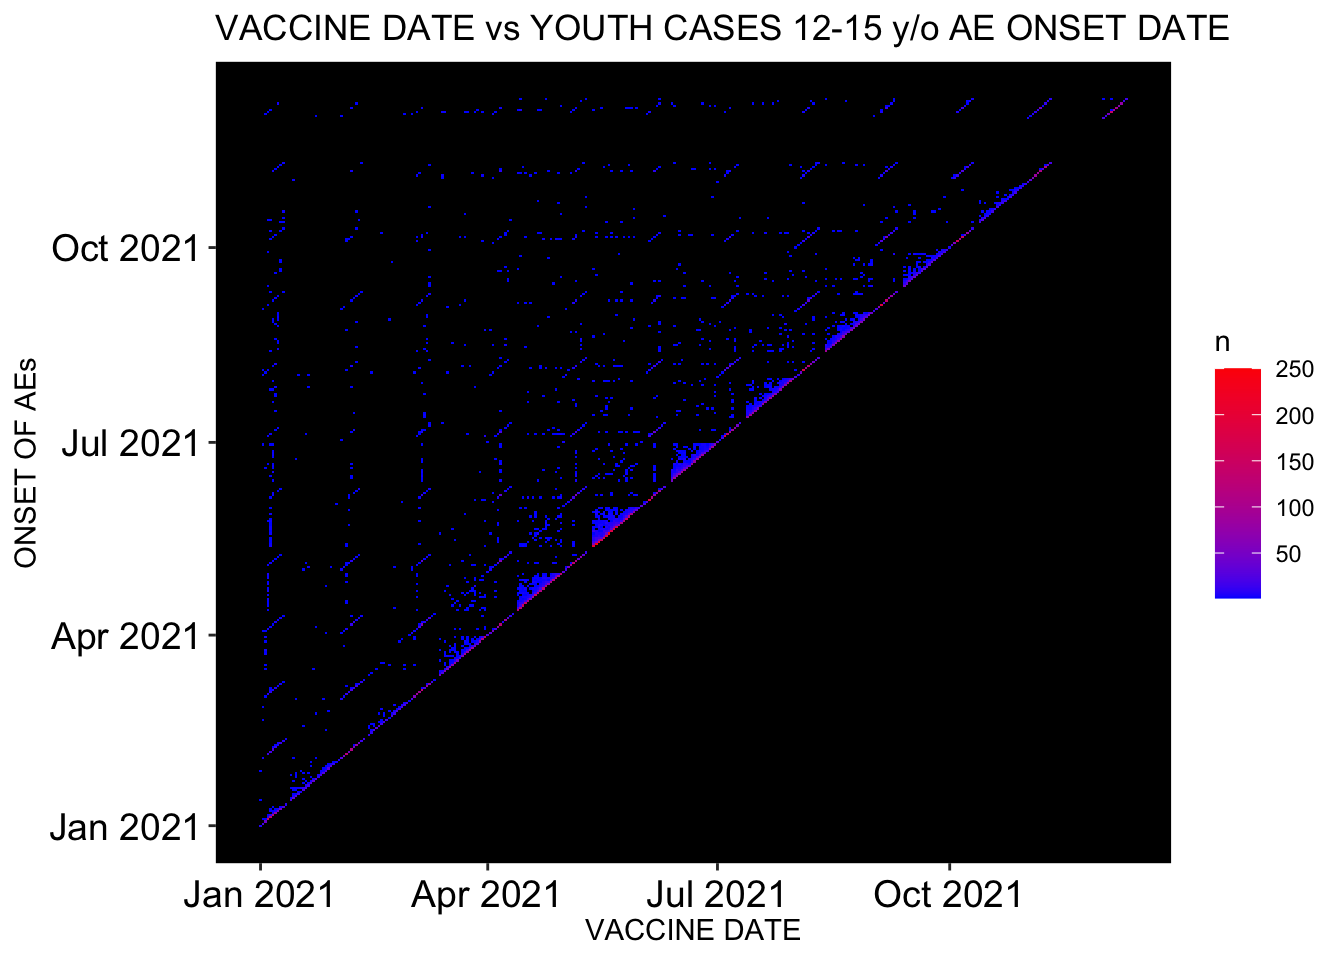 VACCINE DATE vs YOUTH CASES 12-15 y/o AE ONSET DATE
ONSET OF AEs
Oct 2021
Jul 2021
Apr 2021
Jan 2021
Jan 2021
Apr 2021
Jul 2021
Oct 2021
VACCINE DATE
n
250
200
150
100
50